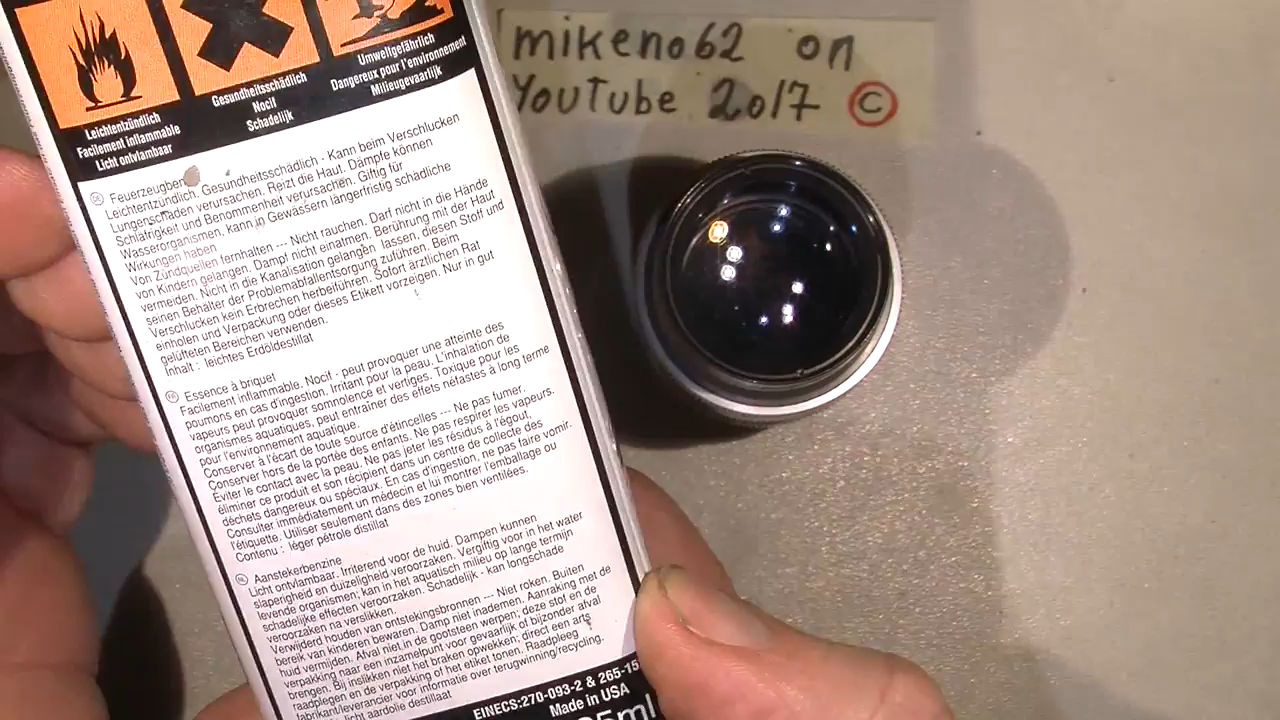 mikeno62 on
YouTube 2017 ©
Leichtentzündlich
Facilement inflammable
Licht ontvlambaar
Gesundheitsschädlich
Nocif
Schadelijk
Umweltgefährlich
Dangereux pour l'environnement
Milieugevaarlijk
DE
Leichtentzündlich. Gesundheitsschädlich - Kann beim Verschlucken
Lungenschäden verursachen. Reizt die Haut. Dämpfe können
Schläfrigkeit und Benommenheit verursachen. Giftig für
Wasserorganismen, kann in Gewässern längerfristig schädliche
Wirkungen haben
Von Zündquellen fernhalten --- Nicht rauchen. Darf nicht in die Hände
von Kindern gelangen. Dampf nicht einatmen. Berührung mit der Haut
vermeiden. Nicht in die Kanalisation gelangen lassen, diesen Stoff und
seinen Behälter der Problemabfallentsorgung zuführen. Beim
Verschlucken kein Erbrechen herbeiführen. Sofort ärztlichen Rat
einholen und Verpackung oder dieses Etikett vorzeigen. Nur in gut
gelüfteten Bereichen verwenden.
Inhalt : leichtes Erdöldestillat
Essence à briquet
Facilement inflammable. Nocif - peut provoquer une atteinte des
poumons en cas d'ingestion. Irritant pour la peau. L'inhalation de
vapeurs peut provoquer somnolence et vertiges. Toxique pour les
organismes aquatiques, peut entraîner des effets néfastes à long terme
pour l'environnement aquatique.
Conserver à l'écart de toute source d'étincelles --- Ne pas fumer.
Conserver hors de la portée des enfants. Ne pas respirer les vapeurs.
Éviter le contact avec la peau. Ne pas jeter les résidus à l'égout,
éliminer ce produit et son récipient dans un centre de collecte des
déchets dangereux ou spéciaux. En cas d'ingestion, ne pas faire vomir.
Consulter immédiatement un médecin et lui montrer l'emballage ou
l'étiquette. Utiliser seulement dans des zones bien ventilées.
Contenu : léger pétrole distillat
NL Aanstekerbenzine
Licht ontvlambaar. Irriterend voor de huid. Dampen kunnen
slaperigheid en duizeligheid veroorzaken. Vergiftig voor in het water
levende organismen; kan in het aquatisch milieu op lange termijn
schadelijke effecten veroorzaken. Schadelijk - kan longschade
veroorzaken na verslikken.
Verwijderd houden van ontstekingsbronnen --- Niet roken. Buiten
bereik van kinderen bewaren. Damp niet inademen. Aanraking met de
huid vermijden. Afval niet in de gootsteen werpen; deze stof en de
verpakking naar een inzamelpunt voor gevaarlijk of bijzonder afval
brengen. Bij inslikken niet het braken opwekken; direct een arts
raadplegen en de verpakking of het etiket tonen. Raadpleeg
fabrikant/leverancier voor informatie over terugwinning/recycling.
licht aardolie destillaat
EINECS:270-093-2 & 265-15
Made in USA